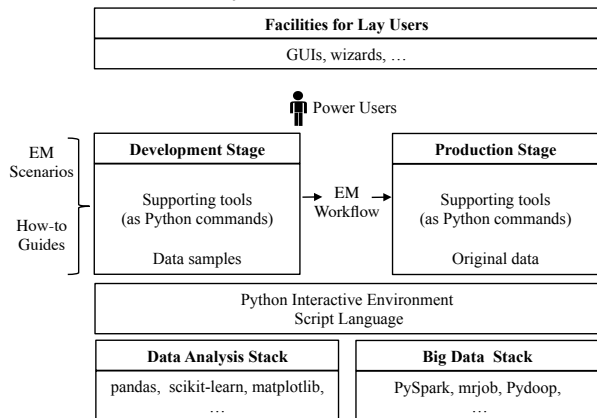 Facilities for Lay Users
GUIs, wizards, …
Power Users
EM
Scenarios
How-to
Guides
Development Stage
Supporting tools
(as Python commands)
Data samples
EM
Workflow
Production Stage
Supporting tools
(as Python commands)
Original data
Python Interactive Environment
Script Language
Data Analysis Stack
pandas, scikit-learn, matplotlib,
…
Big Data Stack
PySpark, mrjob, Pydoop,
…